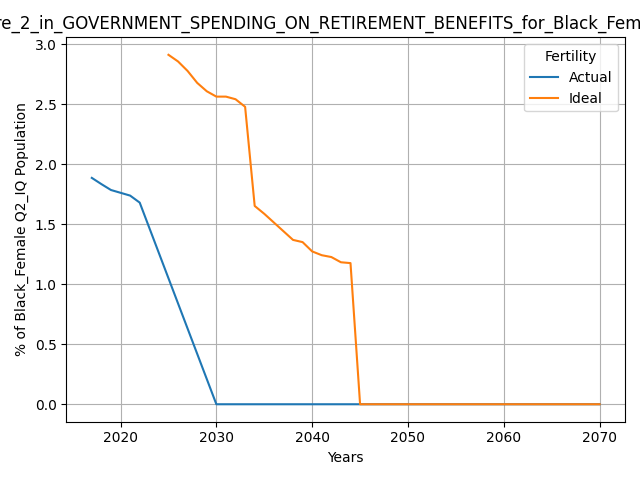 re_2_in_GOVERNMENT_SPENDING_ON_RETIREMENT_BENEFITS_for_Black_Fem
3.0
2.5
2.0
1.5
1.0
0.5
0.0
% of Black_Female Q2_IQ Population
Fertility
Actual
Ideal
2020 2030 2040 2050 2060 2070
Years